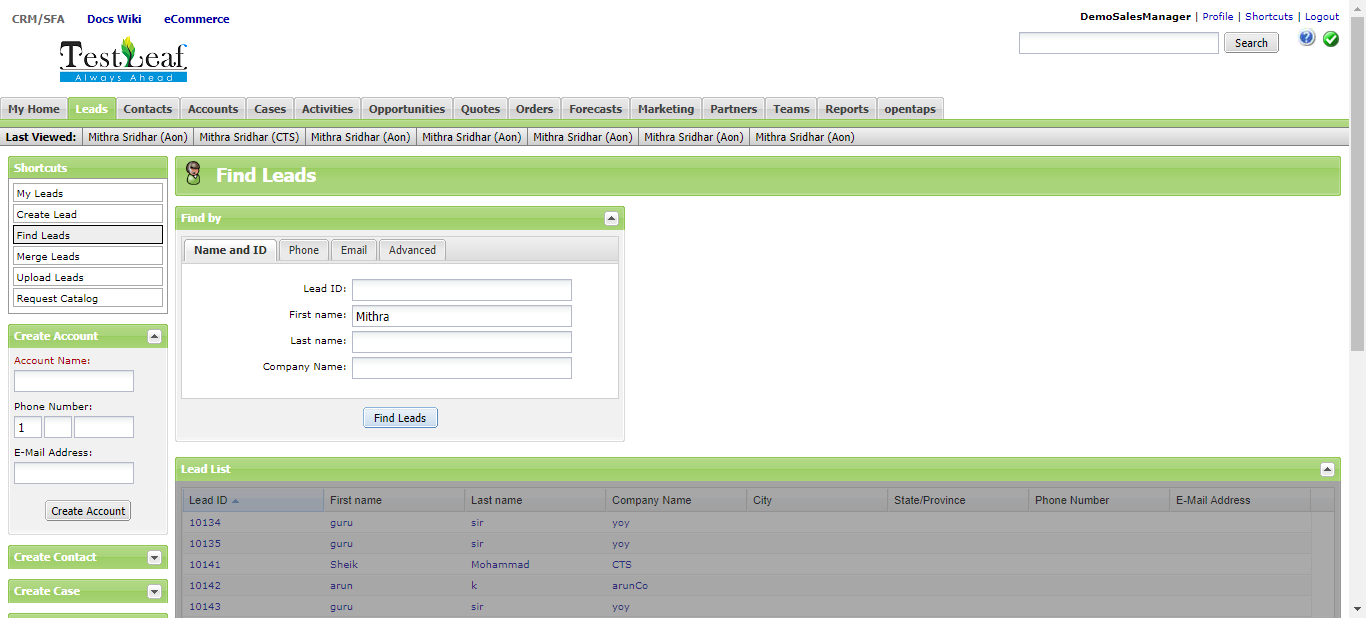 CRM/SFA Docs Wiki eCommerce
DemoSalesManager | Profile | Shortcuts | Logout
Search
TestLeaf
Always Ahead
My Home Leads Contacts Accounts Cases Activities Opportunities Quotes Orders Forecasts Marketing Partners Teams Reports opentaps
Last Viewed: Mithra Sridhar (Aon) Mithra Sridhar (CTS) Mithra Sridhar (Aon) Mithra Sridhar (Aon) Mithra Sridhar (Aon) Mithra Sridhar (Aon) Mithra Sridhar (Aon)
Shortcuts
My Leads
Create Lead
Find Leads
Merge Leads
Upload Leads
Request Catalog
Create Account
Account Name:
Phone Number:
1
E-Mail Address:
Create Account
Create Contact
Create Case
Find Leads
Find by
Name and ID Phone Email Advanced
Lead ID:
First name: Mithra
Last name:
Company Name:
Find Leads
Lead List
Lead ID First name Last name Company Name City State/Province Phone Number E-Mail Address
10134 guru sir yoy
10135 guru sir yoy
10141 Sheik Mohammad CTS
10142 arun k arunCo
10143 guru sir yoy